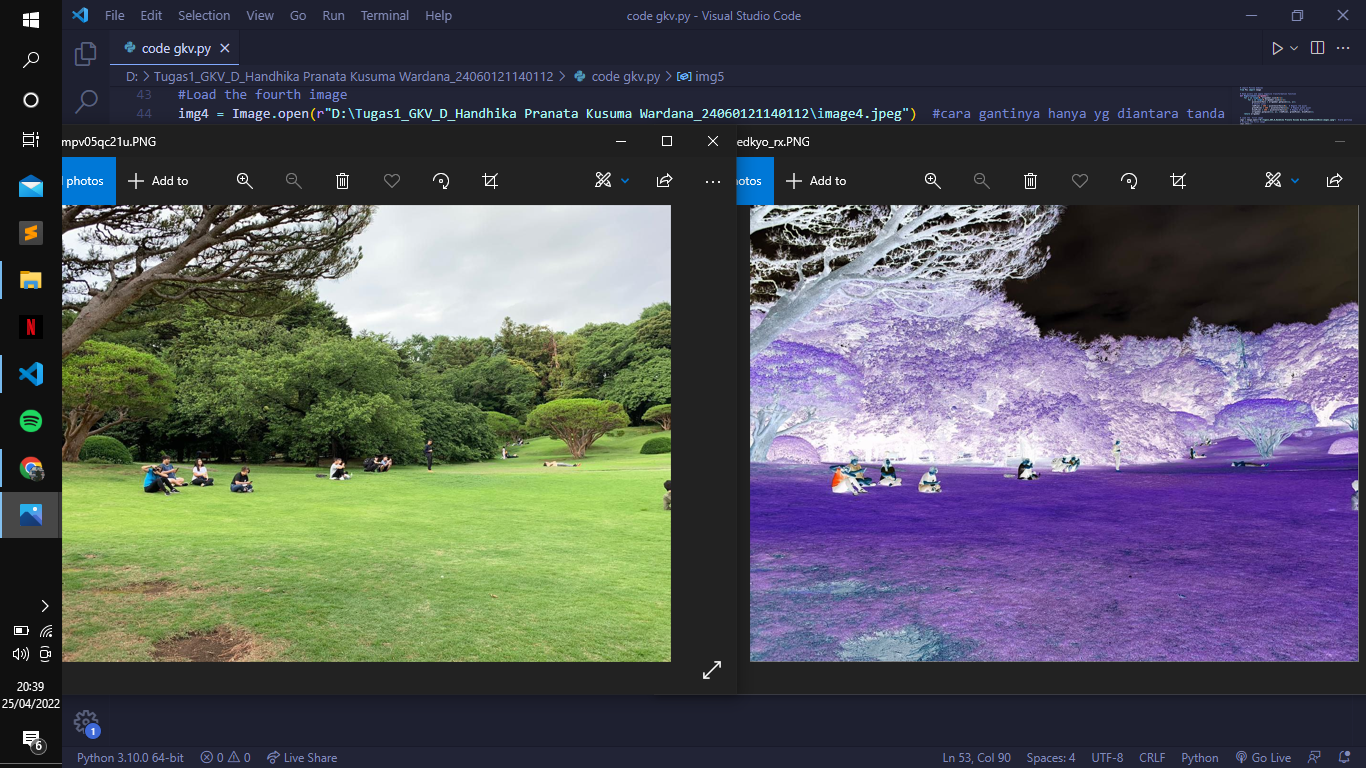 File Edit Selection View Go Run Terminal Help
code gkv.py - Visual Studio Code
code gkv.py
D: > Tugas1_GKV_D_Handhika Pranata Kusuma Wardana_24060121140112 > code gkv.py > img5
43 #Load the fourth image
44 img4 = Image.open(r"D:\Tugas1_GKV_D_Handhika Pranata Kusuma Wardana_24060121140112\image4.jpeg") #cara gantinya hanya yg diantara tanda
mpv05qc21u.PNG
edkyo_rx.PNG
photos
Add to
Add to
20:39
25/04/2022
6
1
Python 3.10.0 64-bit
0
0
Live Share
Ln 53, Col 90
Spaces: 4
UTF-8
CRLF
Python
Go Live